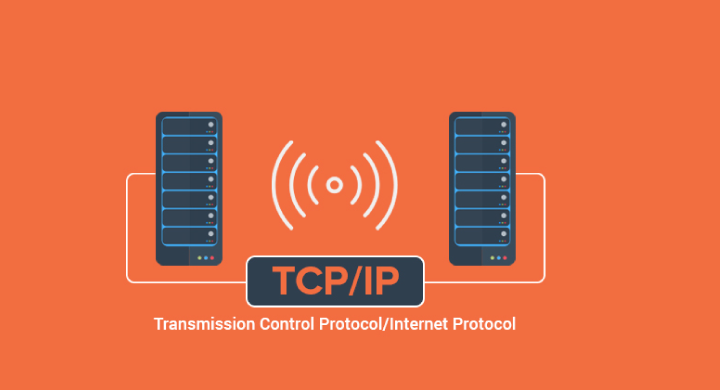 TCP/IP
Transmission Control Protocol/Internet Protocol